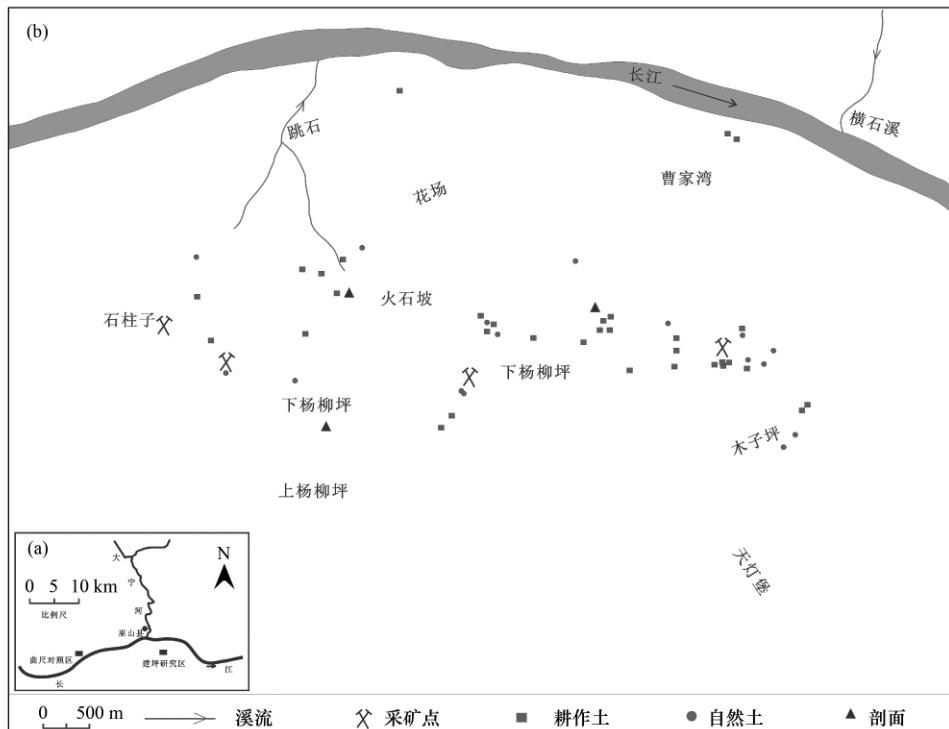 (b)
长江
跳石
横石溪
花场
曹家湾
火石坡
石柱子
下杨柳坪
下杨柳坪
木子坪
上杨柳坪
天灯堡
(a)
N
大
宁
河
0 5 10 km
比例尺
巫山县
曲尺对照区
建坪研究区
长
江
0 500 m
溪流
采矿点
耕作土
自然土
剖面